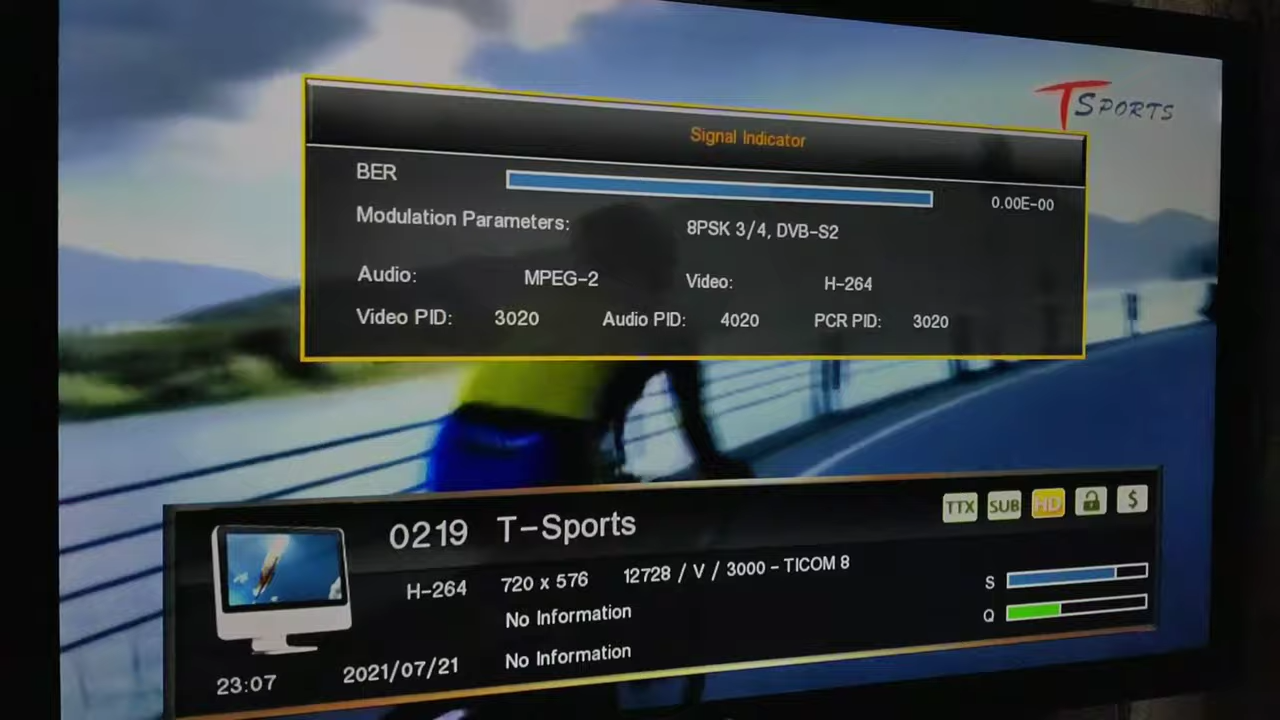 T SPORTS
Signal Indicator
BER 0.00E-00
Modulation Parameters: 8PSK 3/4, DVB-S2
Audio: MPEG-2 Video: H-264
Video PID: 3020 Audio PID: 4020 PCR PID: 3020
TTX SUB HD $
0219 T-Sports
H-264 720 x 576 12728 / V / 3000 - TICOM 8
S
No Information
Q
No Information
23:07 2021/07/21